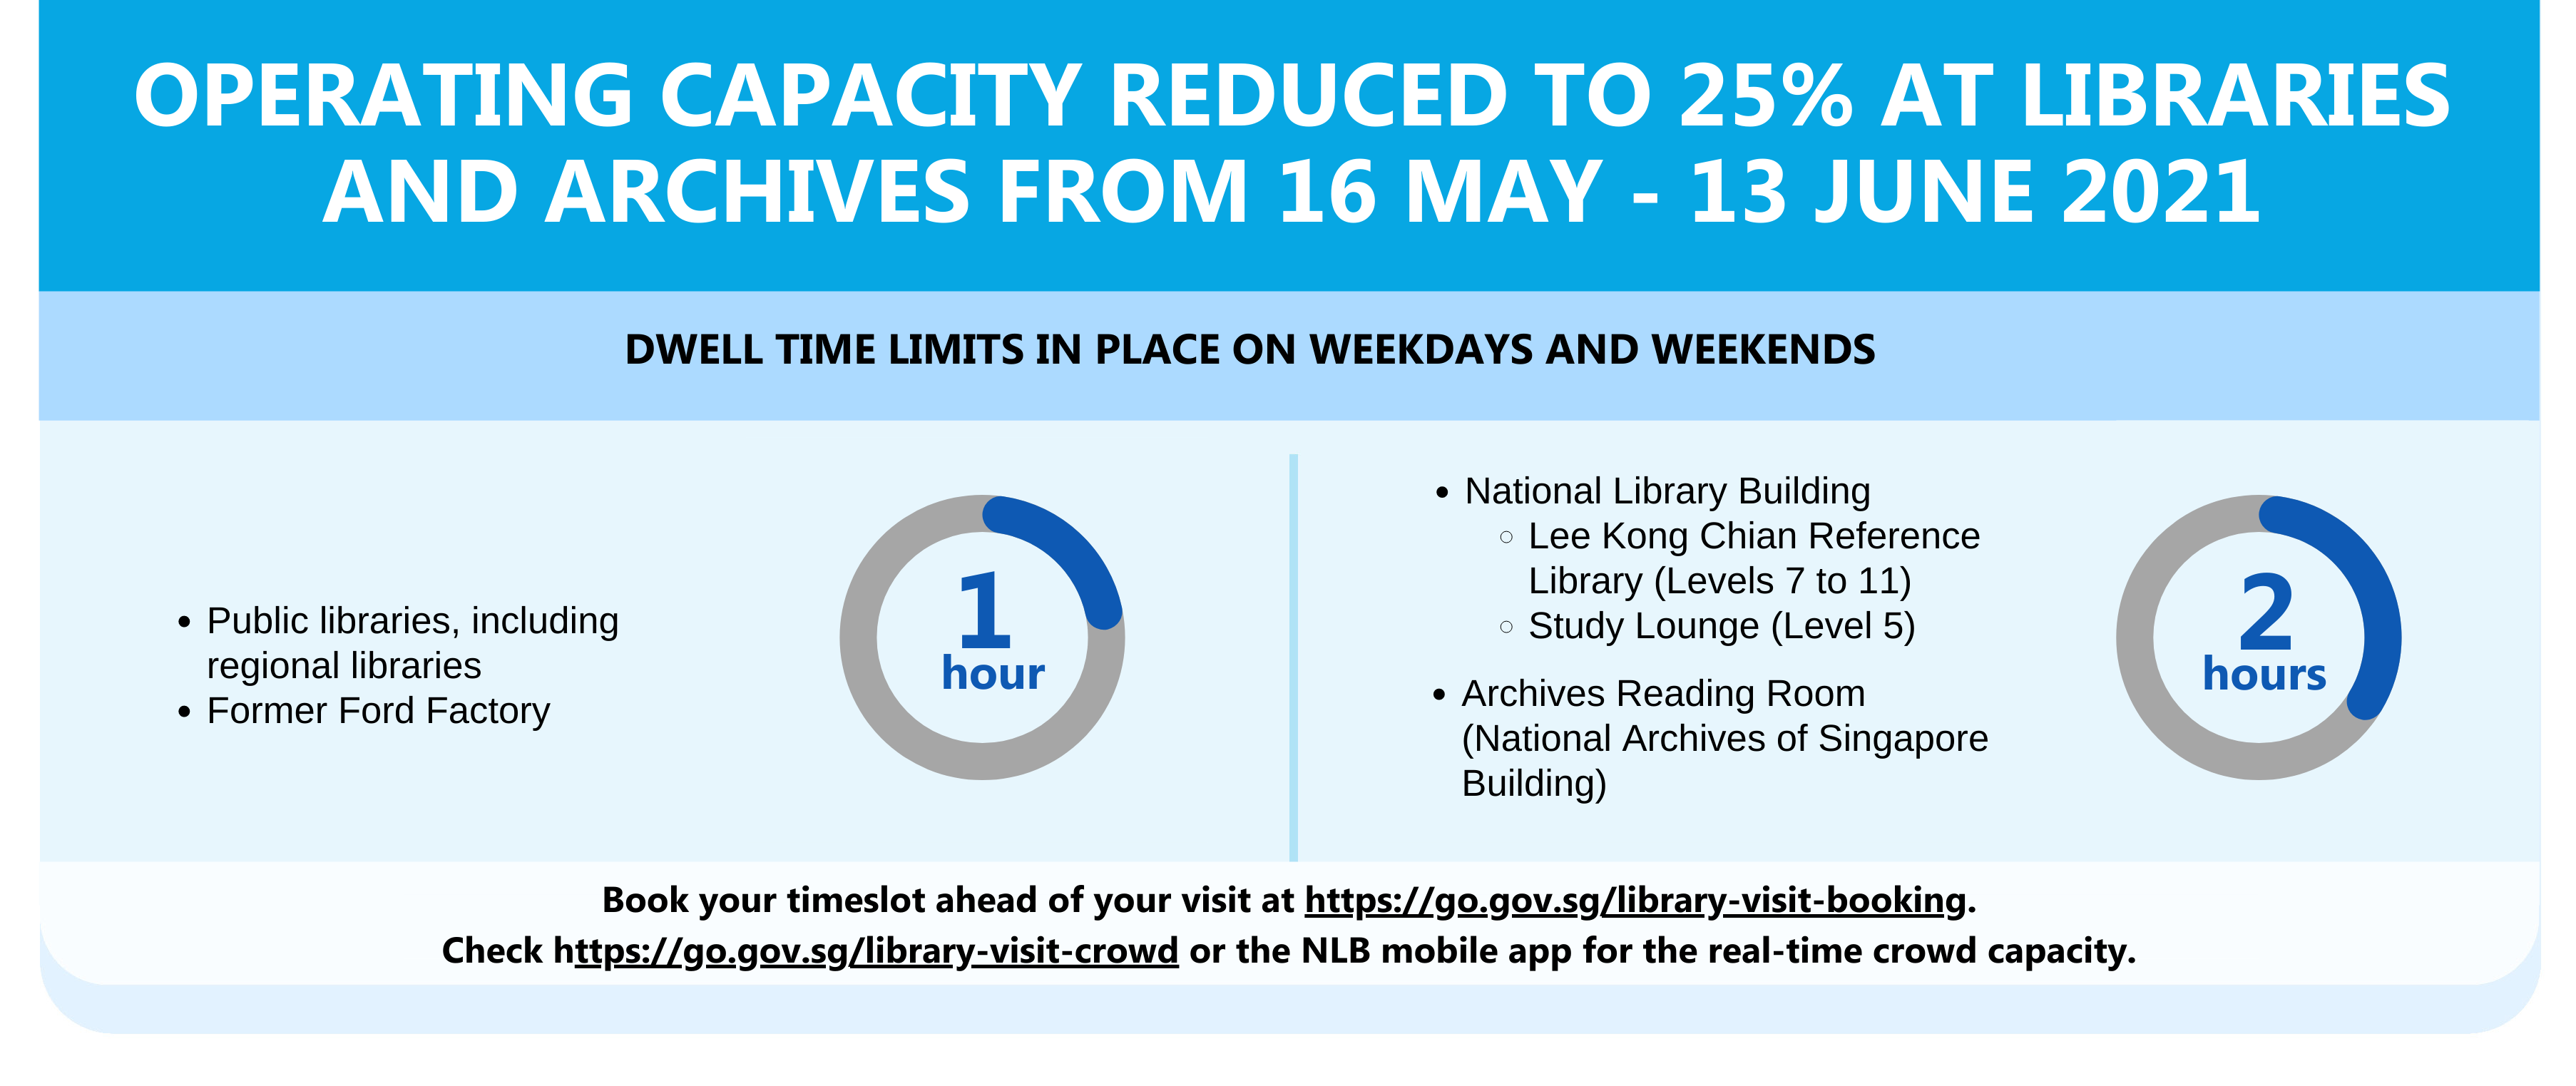 OPERATING CAPACITY REDUCED TO 25% AT LIBRARIES
AND ARCHIVES FROM 16 MAY - 13 JUNE 2021
DWELL TIME LIMITS IN PLACE ON WEEKDAYS AND WEEKENDS
• Public libraries, including
regional libraries
• Former Ford Factory
1
hour
• National Library Building
○ Lee Kong Chian Reference
Library (Levels 7 to 11)
○ Study Lounge (Level 5)
• Archives Reading Room
(National Archives of Singapore
Building)
2
hours
Book your timeslot ahead of your visit at https://go.gov.sg/library-visit-booking.
Check https://go.gov.sg/library-visit-crowd or the NLB mobile app for the real-time crowd capacity.